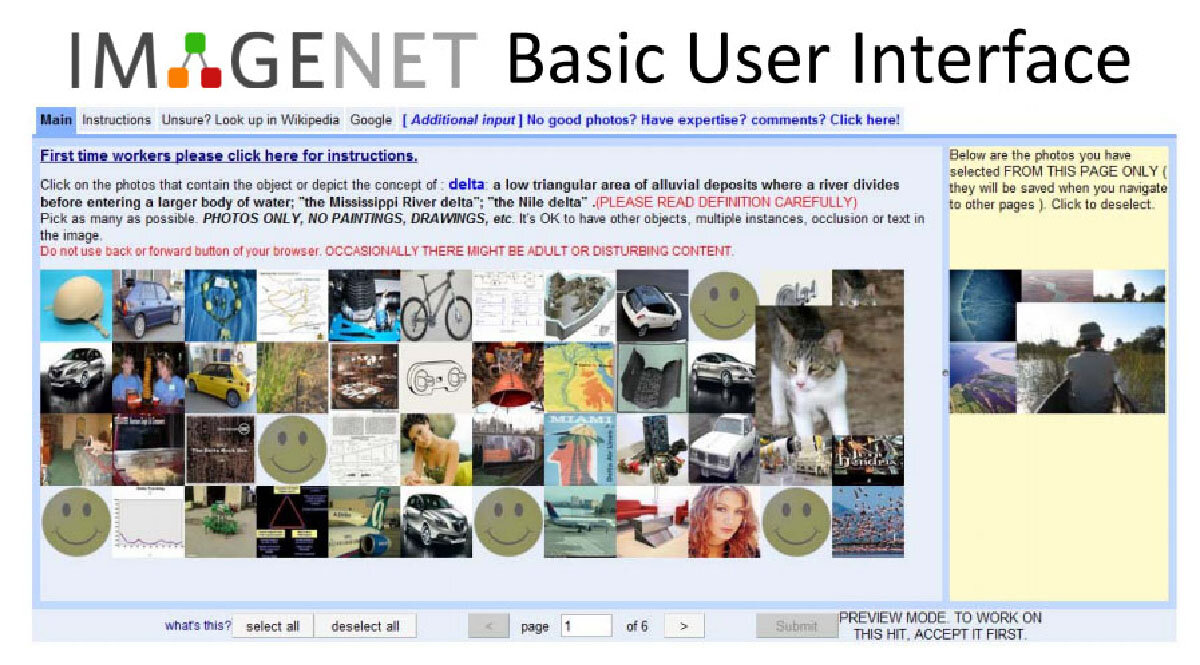 IMAGENET Basic User Interface
Main Instructions Unsure? Look up in Wikipedia Google [ Additional input ] No good photos? Have expertise? comments? Click here!
First time workers please click here for instructions.
Click on the photos that contain the object or depict the concept of : delta: a low triangular area of alluvial deposits where a river divides
before entering a larger body of water; "the Mississippi River delta"; "the Nile delta" .(PLEASE READ DEFINITION CAREFULLY)
Pick as many as possible. PHOTOS ONLY, NO PAINTINGS, DRAWINGS, etc. It's OK to have other objects, multiple instances, occlusion or text in
the image.
Do not use back or forward button of your browser. OCCASIONALLY THERE MIGHT BE ADULT OR DISTURBING CONTENT.
Below are the photos you have
selected FROM THIS PAGE ONLY (
they will be saved when you navigate
to other pages ). Click to deselect.
MIAMI
what's this? select all deselect all < page 1 of 6 > Submit
PREVIEW MODE. TO WORK ON
THIS HIT, ACCEPT IT FIRST.